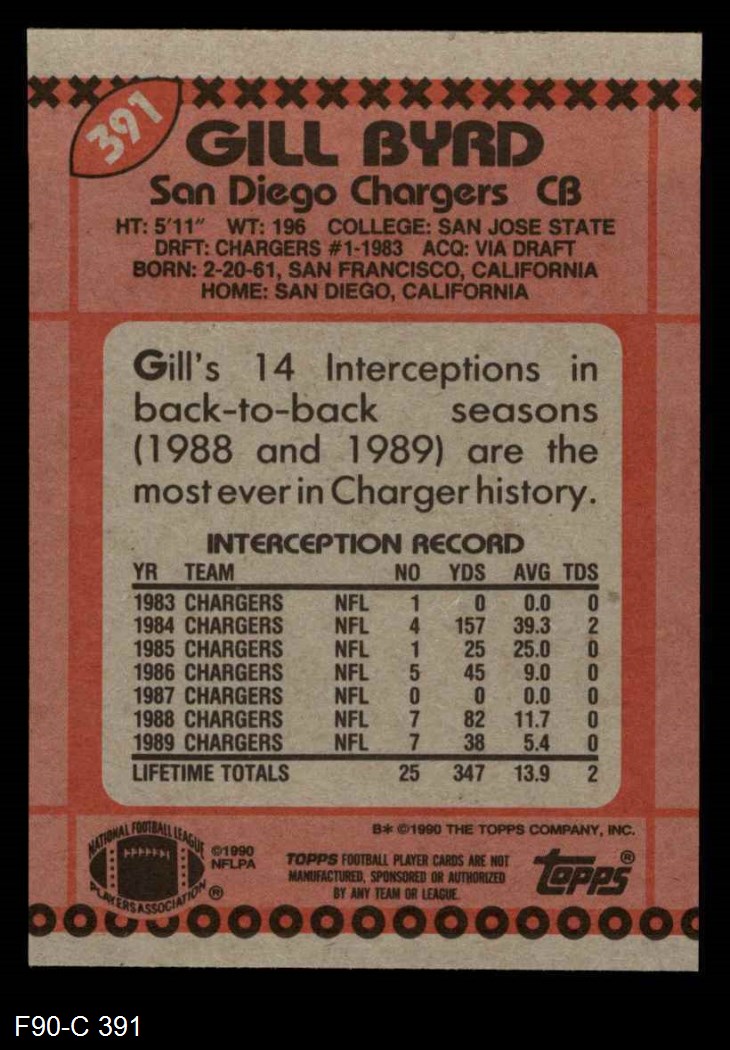 391
GILL BYRD
San Diego Chargers CB
HT: 5'11" WT: 196 COLLEGE: SAN JOSE STATE
DRFT: CHARGERS #1-1983 ACQ: VIA DRAFT
BORN: 2-20-61, SAN FRANCISCO, CALIFORNIA
HOME: SAN DIEGO, CALIFORNIA
Gill's 14 Interceptions in
back-to-back seasons
(1988 and 1989) are the
most ever in Charger history.
INTERCEPTION RECORD
YR TEAM NO YDS AVG TDS
1983 CHARGERS NFL 1 0 0.0 0
1984 CHARGERS NFL 4 157 39.3 2
1985 CHARGERS NFL 1 25 25.0 0
1986 CHARGERS NFL 5 45 9.0 0
1987 CHARGERS NFL 0 0 0.0 0
1988 CHARGERS NFL 7 82 11.7 0
1989 CHARGERS NFL 7 38 5.4 0
LIFETIME TOTALS 25 347 13.9 2
B* ©1990 THE TOPPS COMPANY, INC.
NATIONAL FOOTBALL LEAGUE
PLAYERS ASSOCIATION ®
©1990
NFLPA
TOPPS FOOTBALL PLAYER CARDS ARE NOT
MANUFACTURED, SPONSORED OR AUTHORIZED
BY ANY TEAM OR LEAGUE.
topps®
F90-C 391